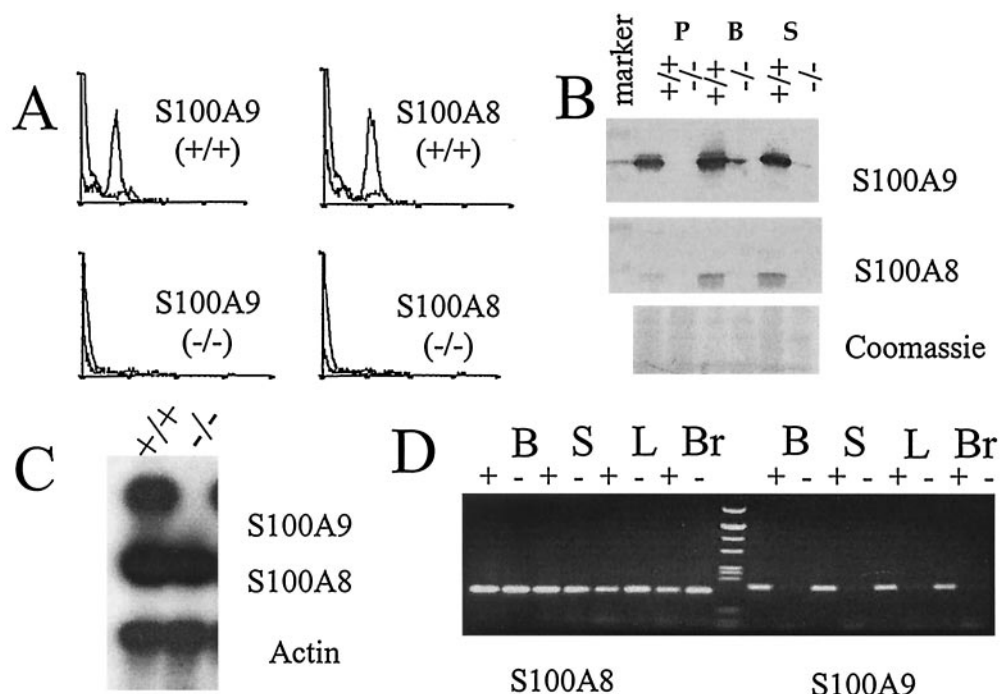 A
S100A9
(+/+)
S100A8
(+/+)
S100A9
(-/-)
S100A8
(-/-)
B
marker
P B S
+/+ -/- +/+ -/- +/+ -/-
S100A9
S100A8
Coomassie
C
+/+ -/-
S100A9
S100A8
Actin
D
B S L Br B S L Br
+ - + - + - + - + - + - + - + -
S100A8 S100A9